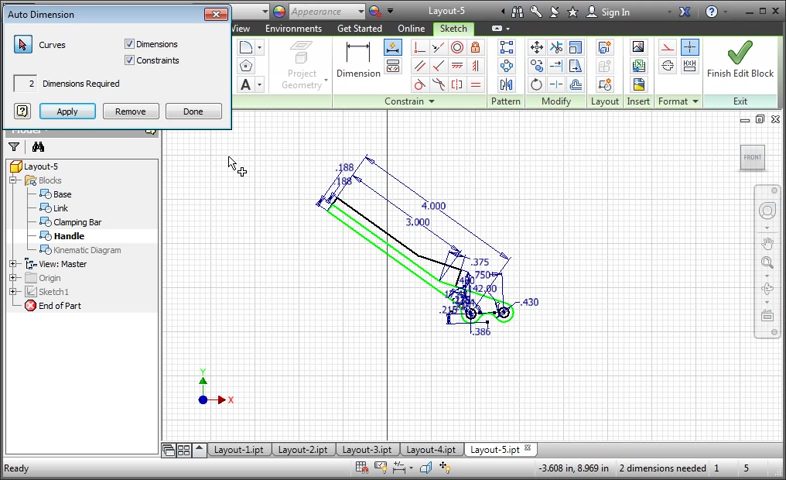 Auto Dimension
Appearance
Layout-5
Sign In
View
Environments
Get Started
Online
Sketch
Curves
Dimensions
Constraints
2 Dimensions Required
Apply
Remove
Done
Project
Geometry
Dimension
Constrain
Pattern
Modify
Layout
Insert
Format
Finish Edit Block
Exit
Model
Layout-5
Blocks
Base
Link
Clamping Bar
Handle
Kinematic Diagram
View: Master
Origin
Sketch1
End of Part
.188
.188
4.000
3.000
.375
.750
42.00
.430
.386
FRONT
Y
X
Layout-1.ipt
Layout-2.ipt
Layout-3.ipt
Layout-4.ipt
Layout-5.ipt
Ready
-3.608 in, 8.969 in
2 dimensions needed
1
5